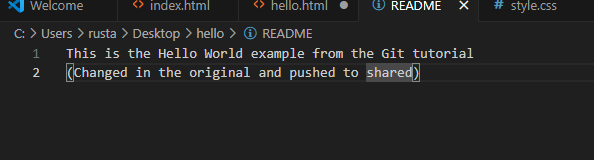 Welcome <> index.html <> hello.html ● ⓘ README × # style.css
C: > Users > rusta > Desktop > hello > ⓘ README
1 This is the Hello World example from the Git tutorial
2 (Changed in the original and pushed to shared)